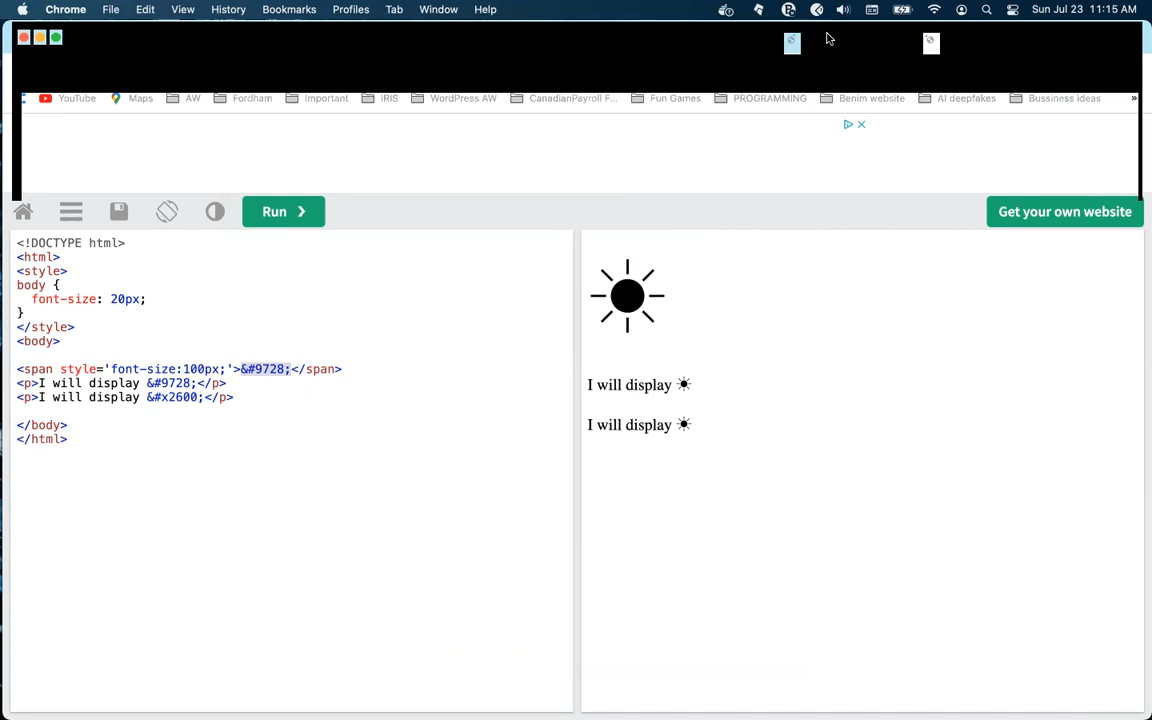 Chrome File Edit View History Bookmarks Profiles Tab Window Help Sun Jul 23 11:15 AM
YouTube Maps AW Fordham Important IRIS WordPress AW CanadianPayroll F... Fun Games PROGRAMMING Benim website AI deepfakes Bussiness ideas »
Run ❯ Get your own website
<!DOCTYPE html>
<html>
<style>
body {
font-size: 20px;
}
</style>
<body>
<span style='font-size:100px;'>&#9728;</span>
<p>I will display &#9728;</p>
<p>I will display &#x2600;</p>
</body>
</html>
☀
I will display ☀
I will display ☀